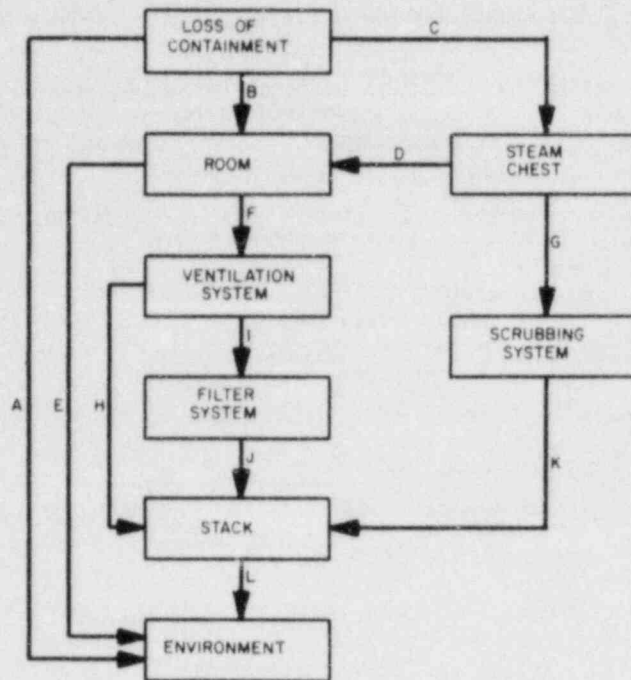 LOSS OF
CONTAINMENT
C
B
ROOM
D
STEAM
CHEST
F
G
VENTILATION
SYSTEM
SCRUBBING
SYSTEM
I
A
E
H
FILTER
SYSTEM
J
K
STACK
L
ENVIRONMENT